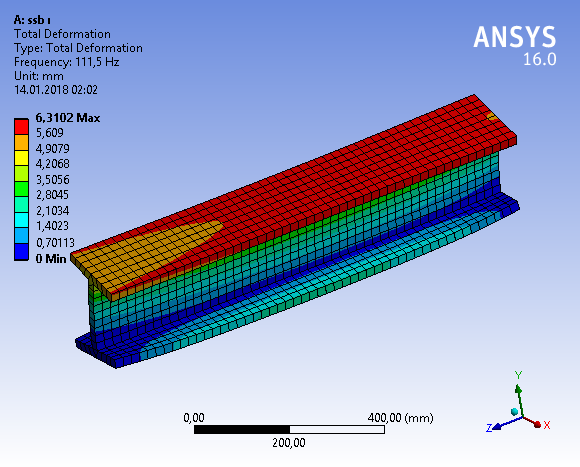 A: ssb ı
Total Deformation
Type: Total Deformation
Frequency: 111,5 Hz
Unit: mm
14.01.2018 02:02
ANSYS
16.0
6,3102 Max
5,609
4,9079
4,2068
3,5056
2,8045
2,1034
1,4023
0,70113
0 Min
0,00
400,00 (mm)
200,00
Y
Z
X